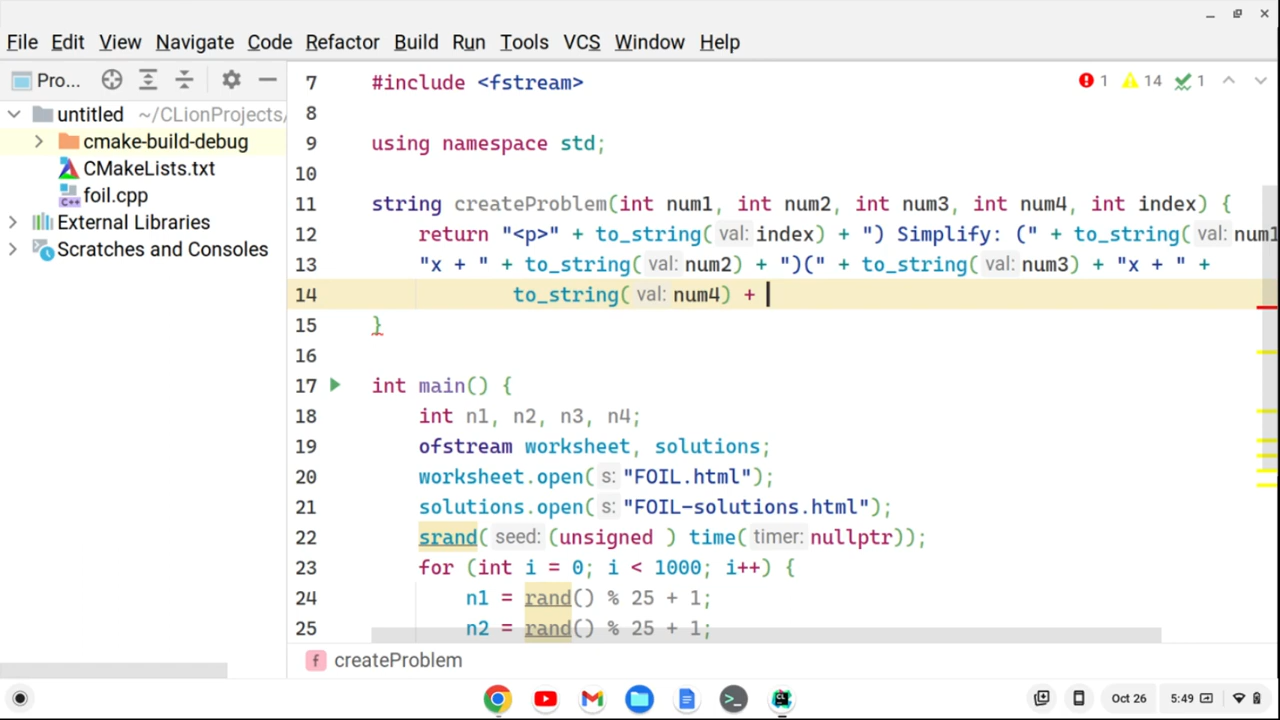 File Edit View Navigate Code Refactor Build Run Tools VCS Window Help
Pro...
untitled ~/CLionProjects/
cmake-build-debug
CMakeLists.txt
foil.cpp
External Libraries
Scratches and Consoles
1 14 1
7 #include <fstream>
8
9 using namespace std;
10
11 string createProblem(int num1, int num2, int num3, int num4, int index) {
12 return "<p>" + to_string( val: index) + ") Simplify: (" + to_string( val: num1
13 "x + " + to_string( val: num2) + ")(" + to_string( val: num3) + "x + " +
14 to_string( val: num4) +
15 }
16
17 int main() {
18 int n1, n2, n3, n4;
19 ofstream worksheet, solutions;
20 worksheet.open( s: "FOIL.html");
21 solutions.open( s: "FOIL-solutions.html");
22 srand( seed: (unsigned ) time( timer: nullptr));
23 for (int i = 0; i < 1000; i++) {
24 n1 = rand() % 25 + 1;
25 n2 = rand() % 25 + 1;
f createProblem
Oct 26 5:49